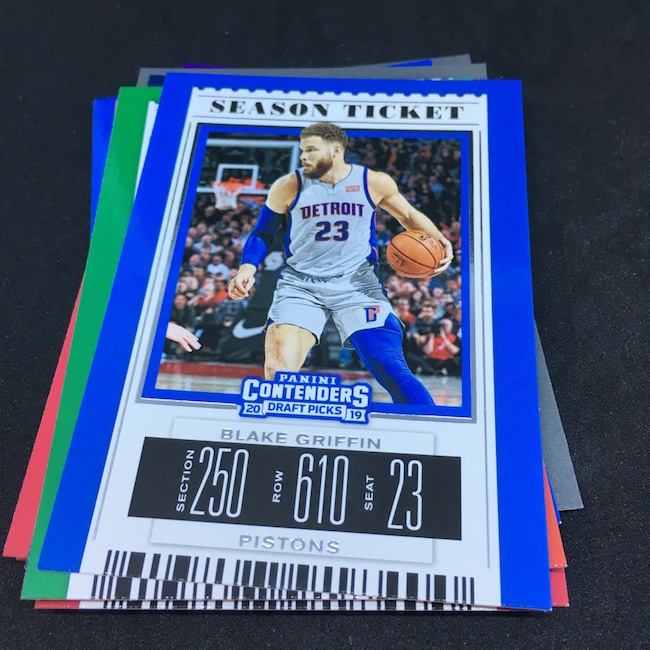 SEASON TICKET
DETROIT
23
PANINI
CONTENDERS
20 DRAFT PICKS 19
BLAKE GRIFFIN
SECTION 250 ROW 610 SEAT 23
PISTONS